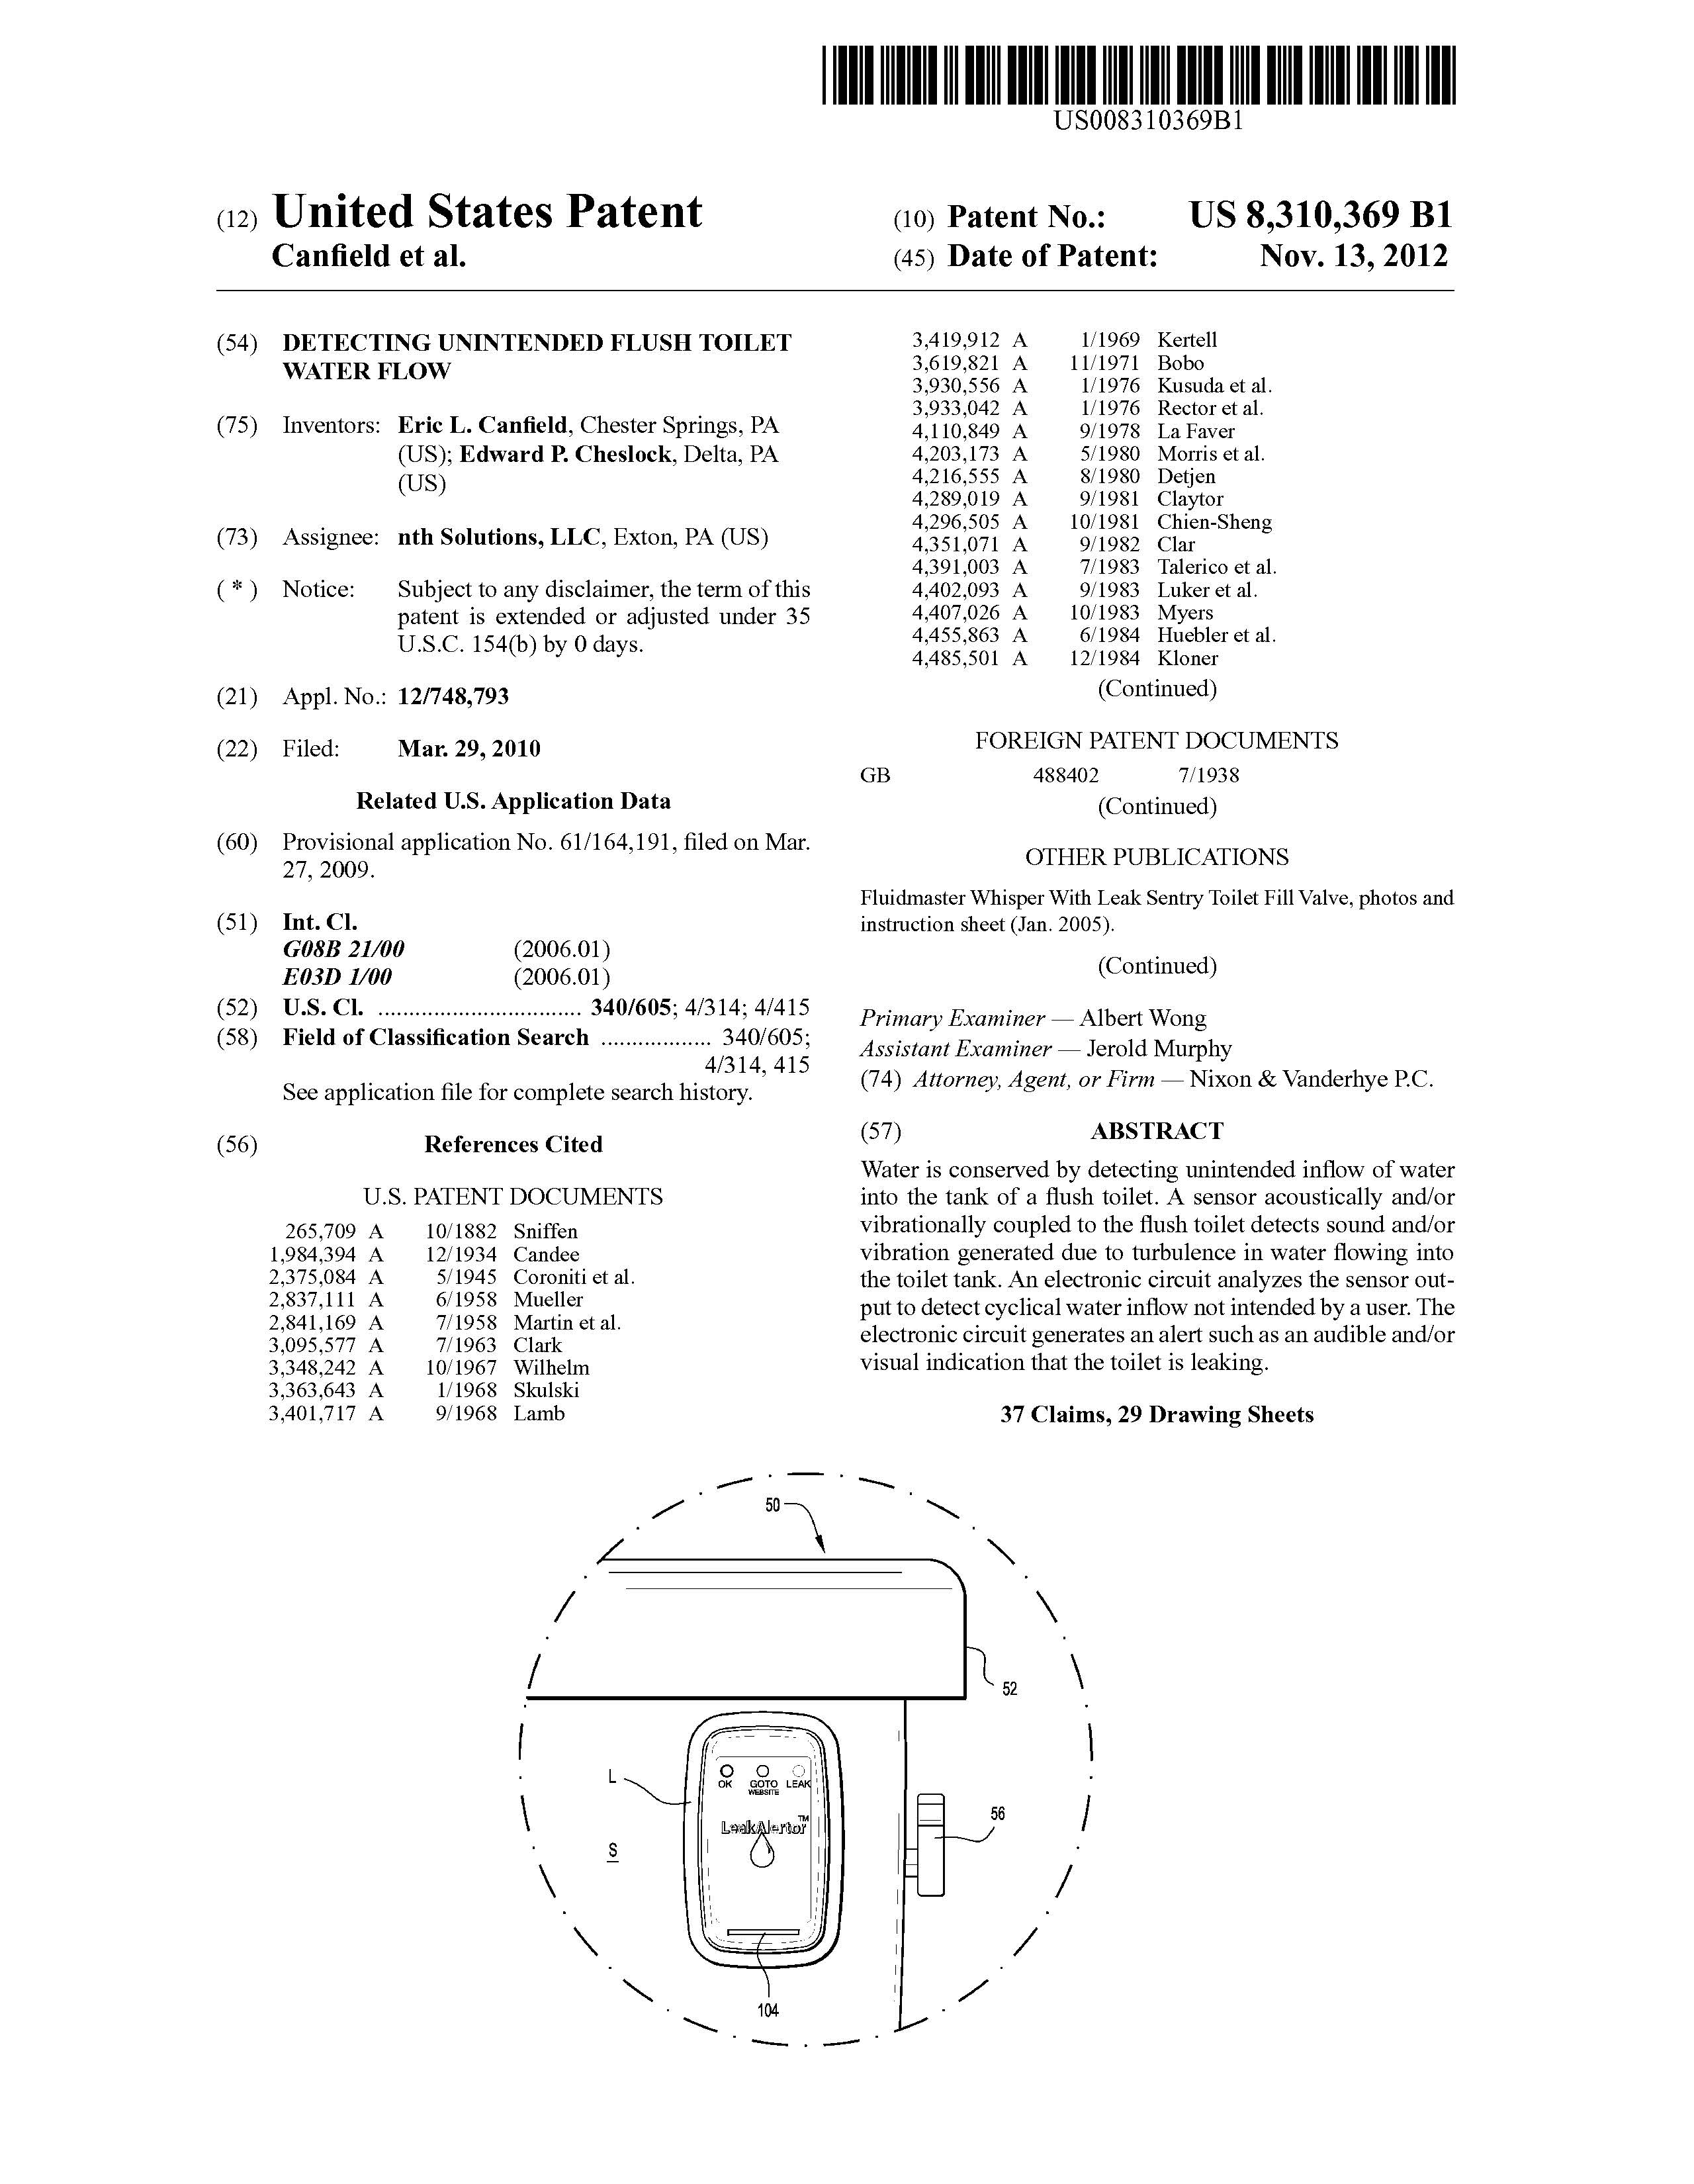 US008310369B1
(12) United States Patent
Canfield et al.
(10) Patent No.: US 8,310,369 B1
(45) Date of Patent: Nov. 13, 2012
(54) DETECTING UNINTENDED FLUSH TOILET
WATER FLOW
(75) Inventors: Eric L. Canfield, Chester Springs, PA
(US); Edward P. Cheslock, Delta, PA
(US)
(73) Assignee: nth Solutions, LLC, Exton, PA (US)
( * ) Notice: Subject to any disclaimer, the term of this
patent is extended or adjusted under 35
U.S.C. 154(b) by 0 days.
(21) Appl. No.: 12/748,793
(22) Filed: Mar. 29, 2010
Related U.S. Application Data
(60) Provisional application No. 61/164,191, filed on Mar.
27, 2009.
(51) Int. Cl.
G08B 21/00 (2006.01)
E03D 1/00 (2006.01)
(52) U.S. Cl. ................................. 340/605; 4/314; 4/415
(58) Field of Classification Search .................. 340/605;
4/314, 415
See application file for complete search history.
(56) References Cited
U.S. PATENT DOCUMENTS
265,709 A 10/1882 Sniffen
1,984,394 A 12/1934 Candee
2,375,084 A 5/1945 Coroniti et al.
2,837,111 A 6/1958 Mueller
2,841,169 A 7/1958 Martin et al.
3,095,577 A 7/1963 Clark
3,348,242 A 10/1967 Wilhelm
3,363,643 A 1/1968 Skulski
3,401,717 A 9/1968 Lamb
3,419,912 A 1/1969 Kertell
3,619,821 A 11/1971 Bobo
3,930,556 A 1/1976 Kusuda et al.
3,933,042 A 1/1976 Rector et al.
4,110,849 A 9/1978 La Faver
4,203,173 A 5/1980 Morris et al.
4,216,555 A 8/1980 Detjen
4,289,019 A 9/1981 Claytor
4,296,505 A 10/1981 Chien-Sheng
4,351,071 A 9/1982 Clar
4,391,003 A 7/1983 Talerico et al.
4,402,093 A 9/1983 Luker et al.
4,407,026 A 10/1983 Myers
4,455,863 A 6/1984 Huebler et al.
4,485,501 A 12/1984 Kloner
(Continued)
FOREIGN PATENT DOCUMENTS
GB 488402 7/1938
(Continued)
OTHER PUBLICATIONS
Fluidmaster Whisper With Leak Sentry Toilet Fill Valve, photos and
instruction sheet (Jan. 2005).
(Continued)
Primary Examiner — Albert Wong
Assistant Examiner — Jerold Murphy
(74) Attorney, Agent, or Firm — Nixon & Vanderhye P.C.
(57) ABSTRACT
Water is conserved by detecting unintended inflow of water
into the tank of a flush toilet. A sensor acoustically and/or
vibrationally coupled to the flush toilet detects sound and/or
vibration generated due to turbulence in water flowing into
the toilet tank. An electronic circuit analyzes the sensor out-
put to detect cyclical water inflow not intended by a user. The
electronic circuit generates an alert such as an audible and/or
visual indication that the toilet is leaking.
37 Claims, 29 Drawing Sheets
50
52
L
OK GOTO LEAK
WEBSITE
LeakAlertor™
56
S
104